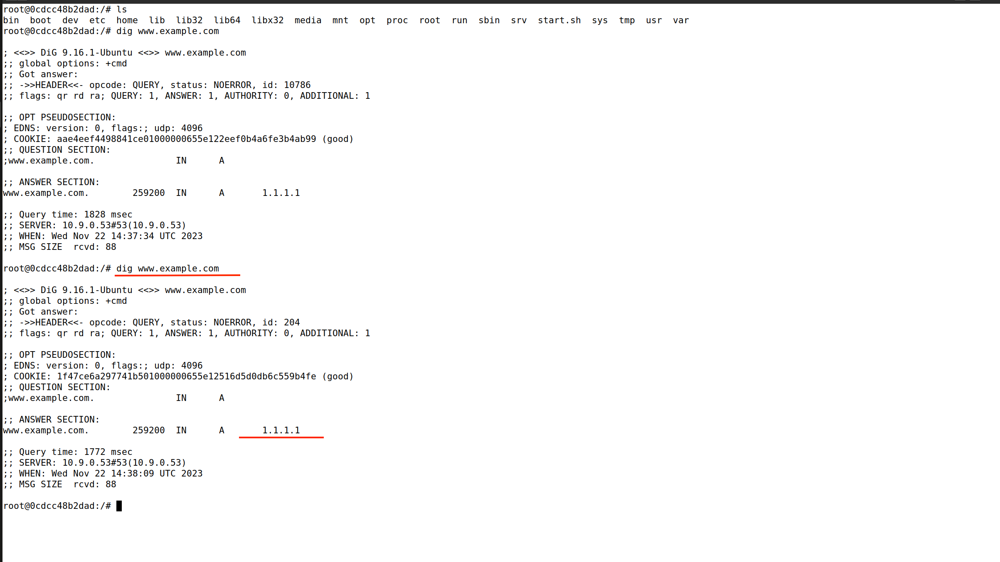 root@0cdcc48b2dad:/# ls
bin  boot  dev  etc  home  lib  lib32  lib64  libx32  media  mnt  opt  proc  root  run  sbin  srv  start.sh  sys  tmp  usr  var
root@0cdcc48b2dad:/# dig www.example.com

; <<>> DiG 9.16.1-Ubuntu <<>> www.example.com
;; global options: +cmd
;; Got answer:
;; ->>HEADER<<- opcode: QUERY, status: NOERROR, id: 10786
;; flags: qr rd ra; QUERY: 1, ANSWER: 1, AUTHORITY: 0, ADDITIONAL: 1

;; OPT PSEUDOSECTION:
; EDNS: version: 0, flags:; udp: 4096
; COOKIE: aae4eef4498841ce01000000655e122eef0b4a6fe3b4ab99 (good)
;; QUESTION SECTION:
;www.example.com.               IN      A

;; ANSWER SECTION:
www.example.com.        259200  IN      A       1.1.1.1

;; Query time: 1828 msec
;; SERVER: 10.9.0.53#53(10.9.0.53)
;; WHEN: Wed Nov 22 14:37:34 UTC 2023
;; MSG SIZE  rcvd: 88

root@0cdcc48b2dad:/# dig www.example.com

; <<>> DiG 9.16.1-Ubuntu <<>> www.example.com
;; global options: +cmd
;; Got answer:
;; ->>HEADER<<- opcode: QUERY, status: NOERROR, id: 204
;; flags: qr rd ra; QUERY: 1, ANSWER: 1, AUTHORITY: 0, ADDITIONAL: 1

;; OPT PSEUDOSECTION:
; EDNS: version: 0, flags:; udp: 4096
; COOKIE: 1f47ce6a297741b501000000655e12516d5d0db6c559b4fe (good)
;; QUESTION SECTION:
;www.example.com.               IN      A

;; ANSWER SECTION:
www.example.com.        259200  IN      A       1.1.1.1

;; Query time: 1772 msec
;; SERVER: 10.9.0.53#53(10.9.0.53)
;; WHEN: Wed Nov 22 14:38:09 UTC 2023
;; MSG SIZE  rcvd: 88

root@0cdcc48b2dad:/#